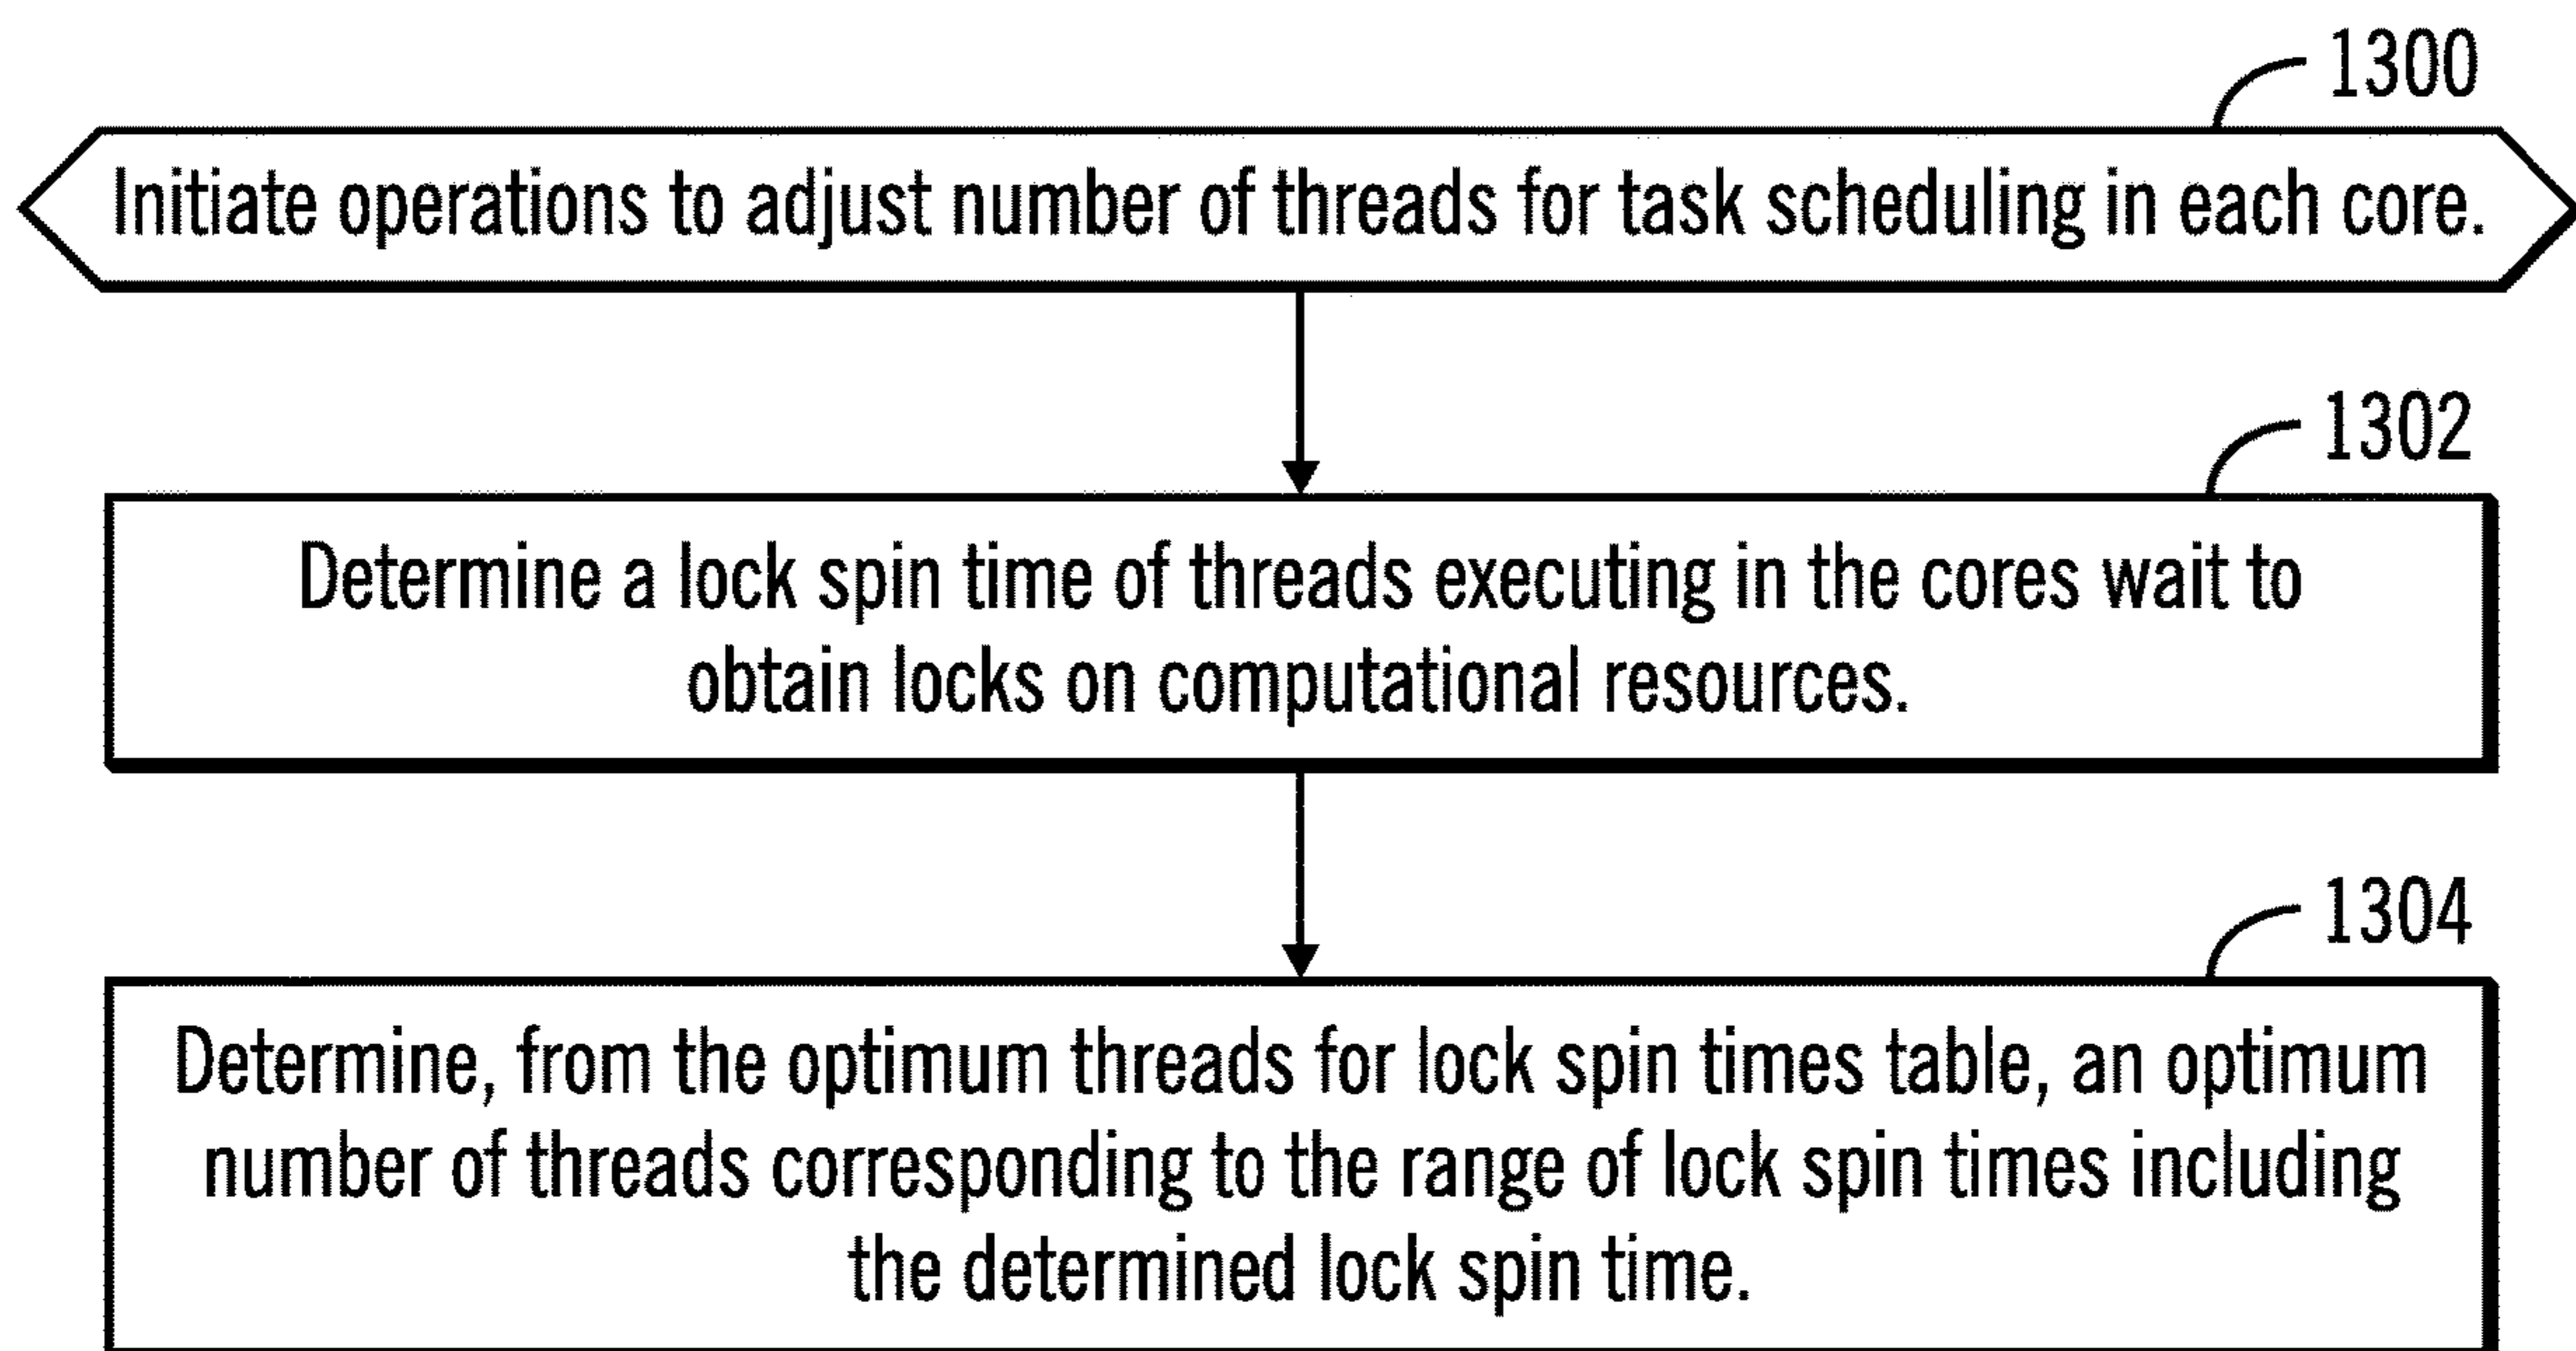 1300
Initiate operations to adjust number of threads for task scheduling in each core.
1302
Determine a lock spin time of threads executing in the cores wait to
obtain locks on computational resources.
1304
Determine, from the optimum threads for lock spin times table, an optimum
number of threads corresponding to the range of lock spin times including
the determined lock spin time.